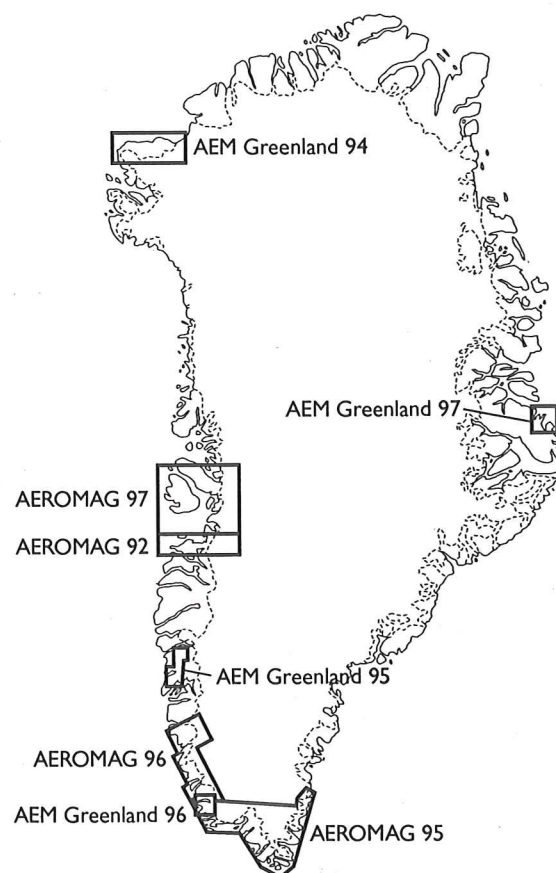 AEM Greenland 94
AEM Greenland 97
AEROMAG 97
AEROMAG 92
AEM Greenland 95
AEROMAG 96
AEM Greenland 96
AEROMAG 95